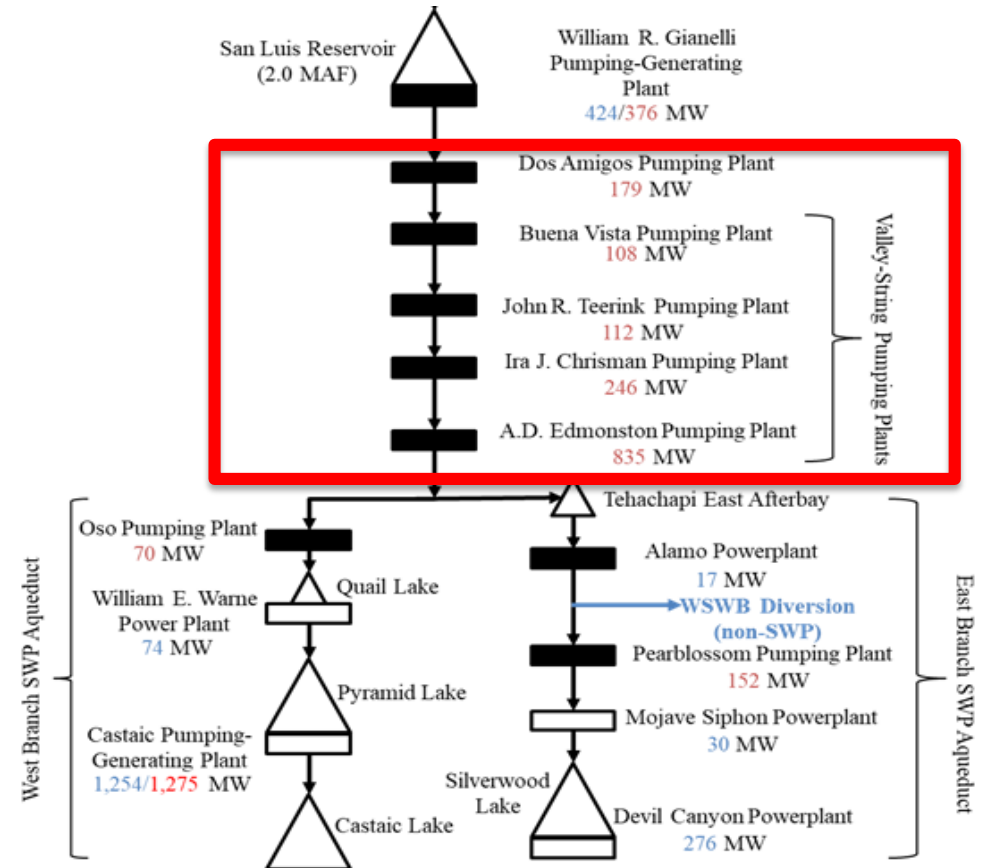 San Luis Reservoir
(2.0 MAF)
William R. Gianelli
Pumping-Generating
Plant
424/376 MW
Dos Amigos Pumping Plant
179 MW
Buena Vista Pumping Plant
108 MW
John R. Teerink Pumping Plant
112 MW
Ira J. Chrisman Pumping Plant
246 MW
A.D. Edmonston Pumping Plant
835 MW
Valley-String Pumping Plants
Tehachapi East Afterbay
West Branch SWP Aqueduct
Oso Pumping Plant
70 MW
Quail Lake
William E. Warne
Power Plant
74 MW
Pyramid Lake
Castaic Pumping-
Generating Plant
1,254/1,275 MW
Castaic Lake
Alamo Powerplant
17 MW
WSWB Diversion
(non-SWP)
Pearblossom Pumping Plant
152 MW
Mojave Siphon Powerplant
30 MW
Silverwood
Lake
Devil Canyon Powerplant
276 MW
East Branch SWP Aqueduct